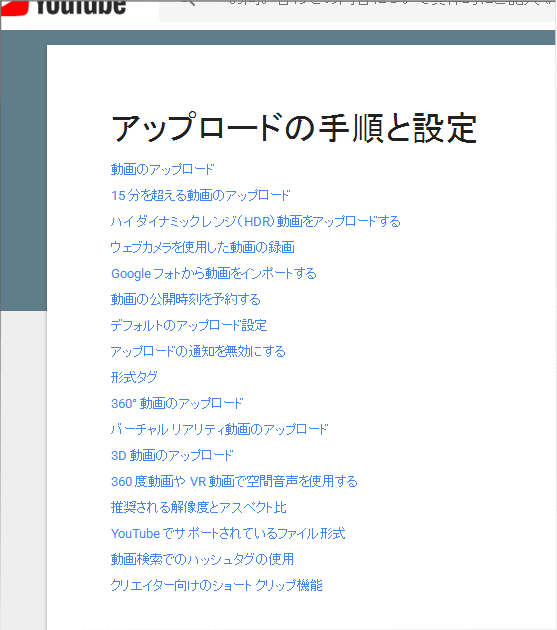 YouTube
アップロードの手順と設定
動画のアップロード
15 分を超える動画のアップロード
ハイ ダイナミックレンジ（HDR）動画をアップロードする
ウェブカメラを使用した動画の録画
Google フォトから動画をインポートする
動画の公開時刻を予約する
デフォルトのアップロード設定
アップロードの通知を無効にする
形式タグ
360° 動画のアップロード
バーチャル リアリティ動画のアップロード
3D 動画のアップロード
360 度動画や VR 動画で空間音声を使用する
推奨される解像度とアスペクト比
YouTube でサポートされているファイル形式
動画検索でのハッシュタグの使用
クリエイター向けのショート クリップ機能